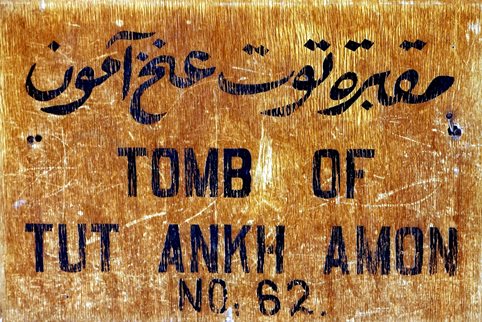 مقبرة توت عنخ آمون
TOMB OF
TUT ANKH AMON
NO: 62.